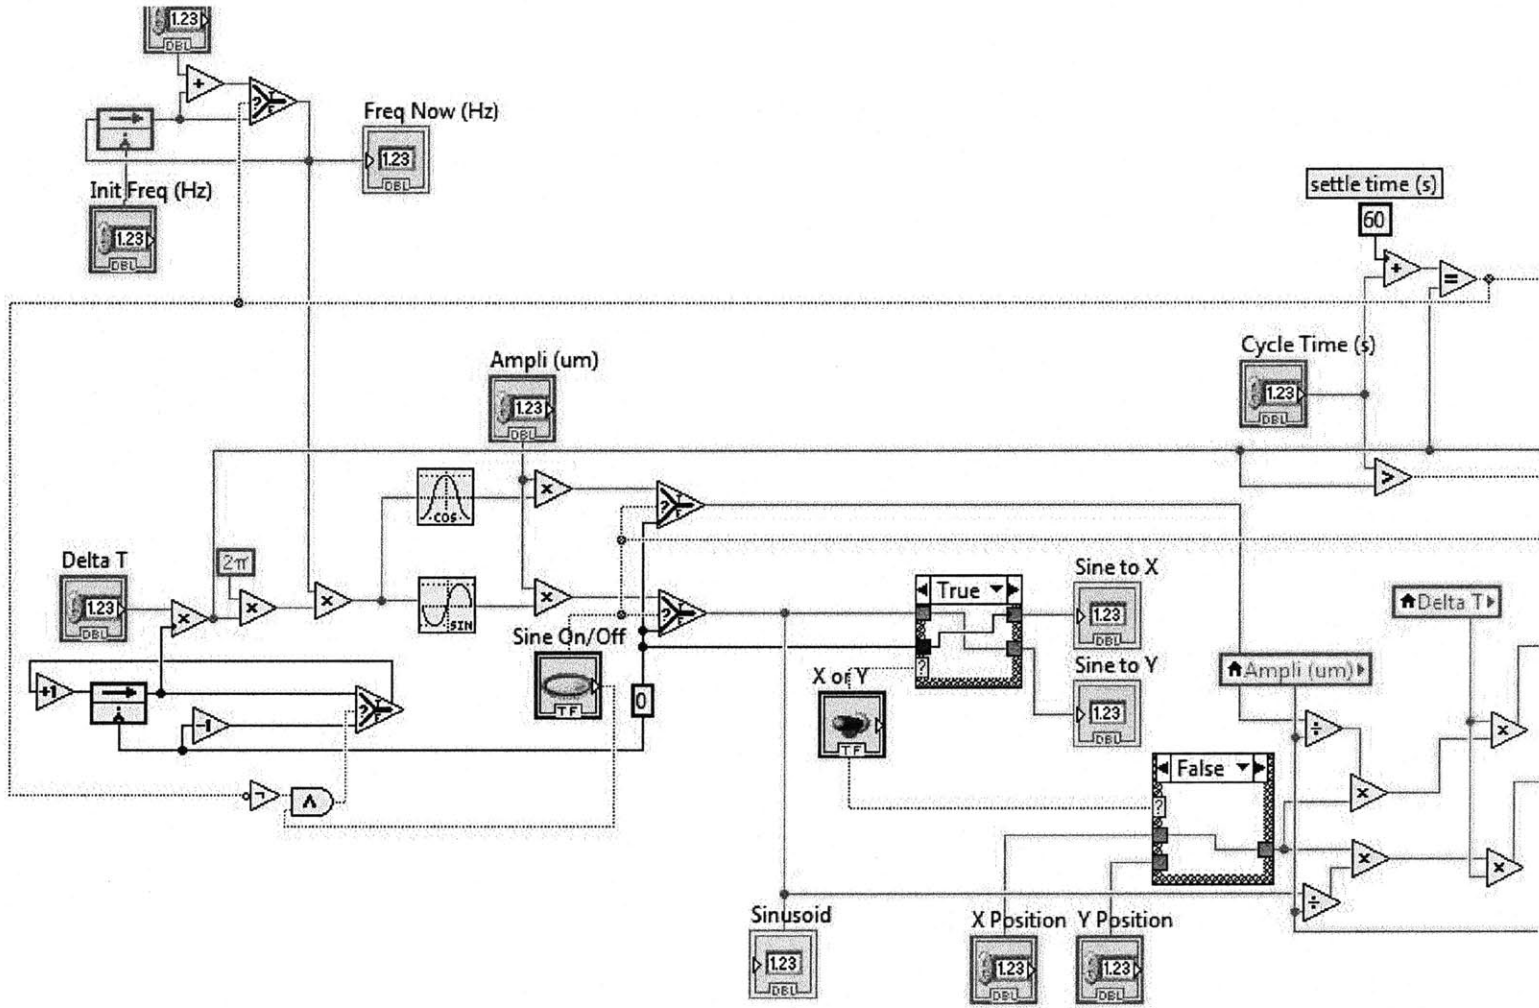 1.23
DBL
+
?
T
F
Freq Now (Hz)
1.23
DBL
Init Freq (Hz)
1.23
DBL
settle time (s)
60
+
=
Cycle Time (s)
1.23
DBL
>
Ampli (um)
1.23
DBL
COS
x
?
T
F
Delta T
1.23
DBL
2π
x
x
x
SIN
x
?
T
F
Sine On/Off
TF
+1
-1
?
T
F
0
¬
∧
True
?
Sine to X
1.23
DBL
Sine to Y
1.23
DBL
X or Y
TF
Delta T
Ampli (um)
÷
x
x
False
?
x
x
÷
Sinusoid
1.23
DBL
X Position
1.23
DBL
Y Position
1.23
DBL